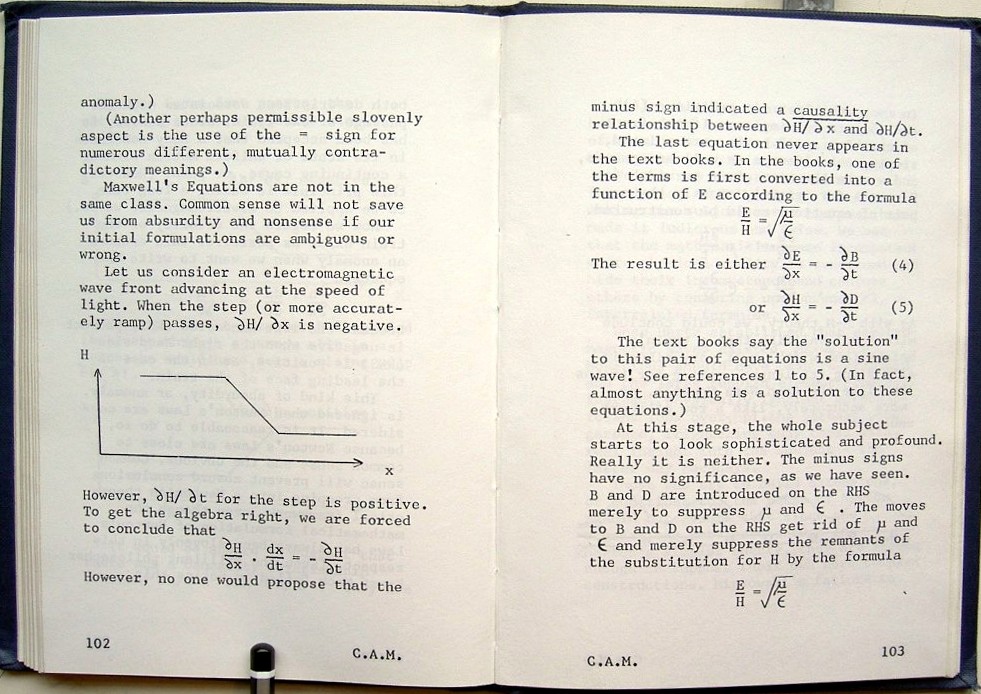 anomaly.)
(Another perhaps permissible slovenly
aspect is the use of the = sign for
numerous different, mutually contra-
dictory meanings.)
Maxwell's Equations are not in the
same class. Common sense will not save
us from absurdity and nonsense if our
initial formulations are ambiguous or
wrong.
Let us consider an electromagnetic
wave front advancing at the speed of
light. When the step (or more accurat-
ely ramp) passes, ∂H/ ∂x is negative.
H
x
However, ∂H/ ∂t for the step is positive.
To get the algebra right, we are forced
to conclude that
∂H/∂x . dx/dt = - ∂H/∂t
However, no one would propose that the
102
C.A.M.
minus sign indicated a causality
relationship between ∂H/∂x and ∂H/∂t.
The last equation never appears in
the text books. In the books, one of
the terms is first converted into a
function of E according to the formula
E/H = √μ/ϵ
The result is either ∂E/∂x = - ∂B/∂t (4)
or ∂H/∂x = - ∂D/∂t (5)
The text books say the "solution"
to this pair of equations is a sine
wave! See references 1 to 5. (In fact,
almost anything is a solution to these
equations.)
At this stage, the whole subject
starts to look sophisticated and profound.
Really it is neither. The minus signs
have no significance, as we have seen.
B and D are introduced on the RHS
merely to suppress μ and ϵ . The moves
to B and D on the RHS get rid of μ and
ϵ and merely suppress the remnants of
the substitution for H by the formula
E/H = √μ/ϵ
C.A.M.
103